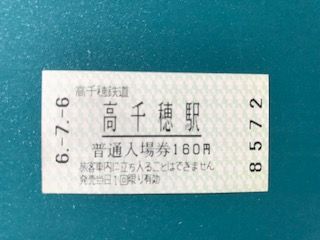 高千穂鉄道
高千穂駅
普通入場券160円
旅客車内に立ち入ることはできません
発売当日1回限り有効
6.-7.-6
8572